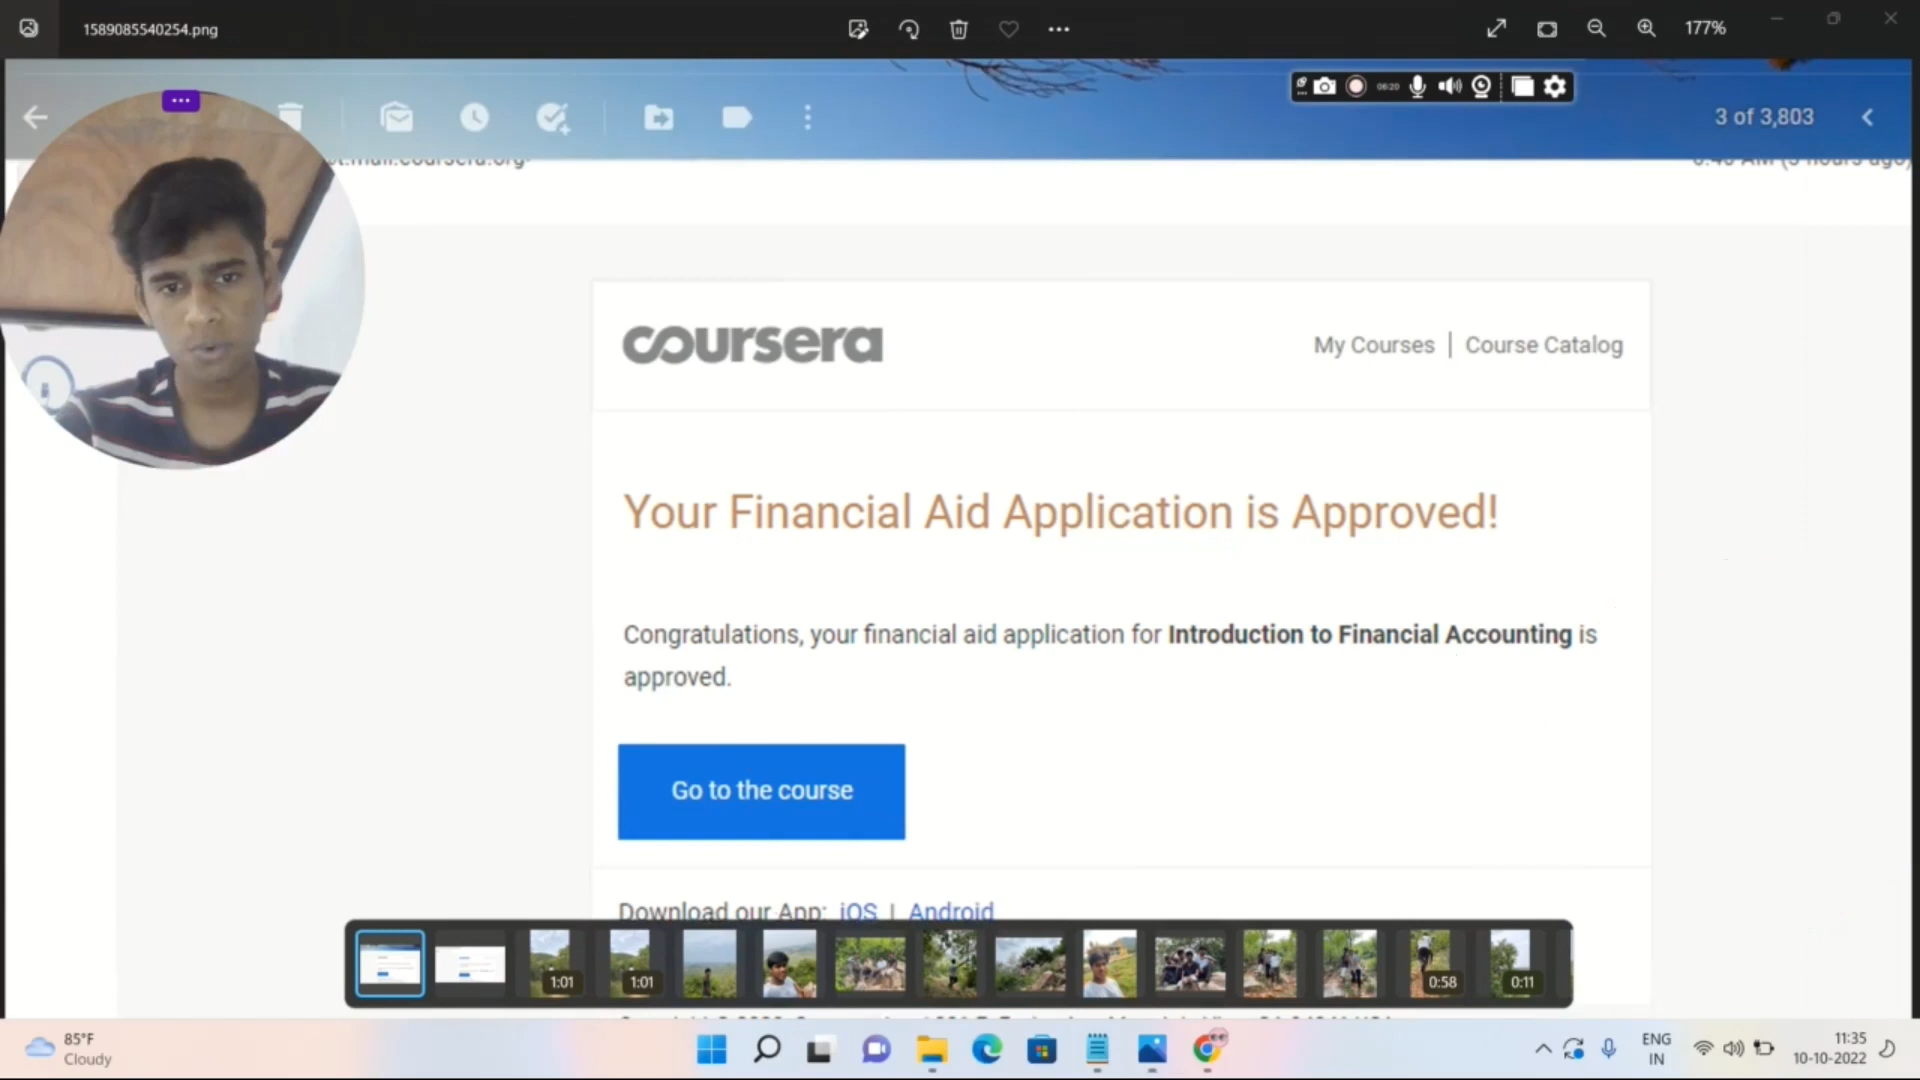 1589085540254.png
177%
06:20
3 of 3,803
coursera
My Courses | Course Catalog
Your Financial Aid Application is Approved!
Congratulations, your financial aid application for Introduction to Financial Accounting is
approved.
Go to the course
Download our App: iOS | Android
1:01
1:01
0:58
0:11
85°F
Cloudy
ENG
IN
11:35
10-10-2022